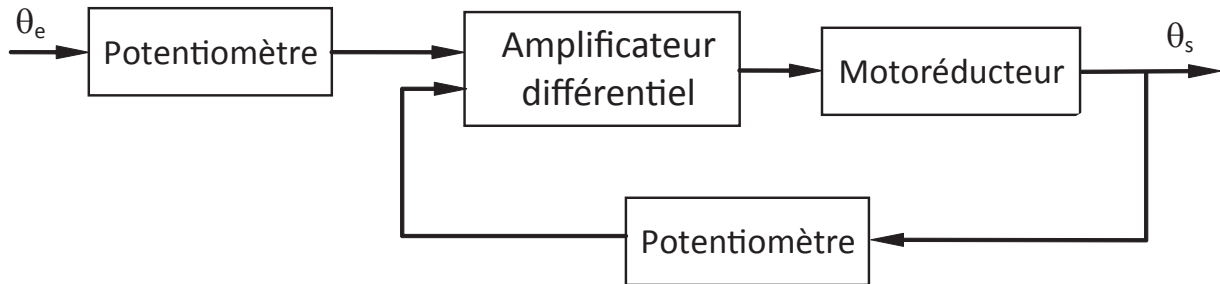 θe
Potentiomètre
Amplificateur
différentiel
Motoréducteur
θs
Potentiomètre